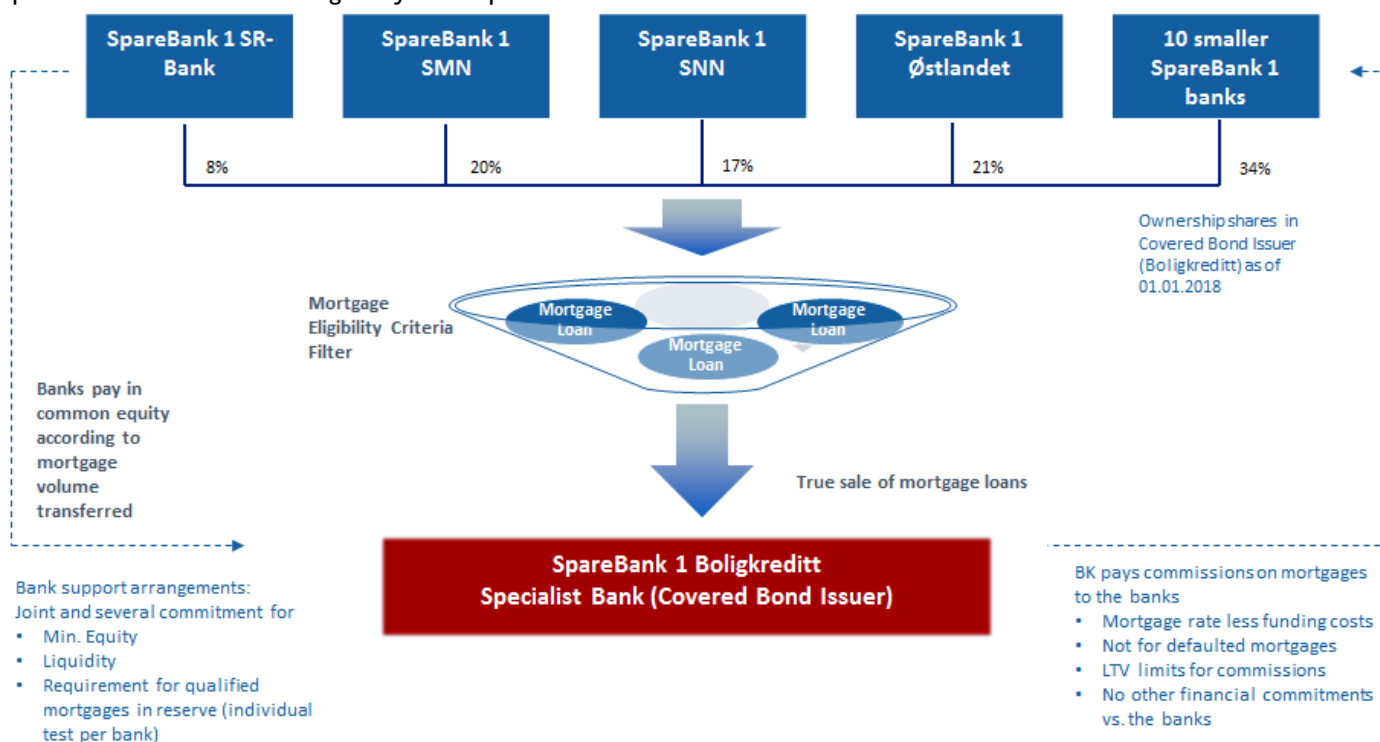 SpareBank 1 SR-
Bank
SpareBank 1
SMN
SpareBank 1
SNN
SpareBank 1
Østlandet
10 smaller
SpareBank 1
banks
8%
20%
17%
21%
34%
Ownership shares in
Covered Bond Issuer
(Boligkreditt) as of
01.01.2018
Mortgage
Eligibility Criteria
Filter
Mortgage
Loan
Mortgage
Loan
Mortgage
Loan
Banks pay in
common equity
according to
mortgage
volume
transferred
True sale of mortgage loans
SpareBank 1 Boligkreditt
Specialist Bank (Covered Bond Issuer)
Bank support arrangements:
Joint and several commitment for
• Min. Equity
• Liquidity
• Requirement for qualified
mortgages in reserve (individual
test per bank)
BK pays commissions on mortgages
to the banks
• Mortgage rate less funding costs
• Not for defaulted mortgages
• LTV limits for commissions
• No other financial commitments
vs. the banks